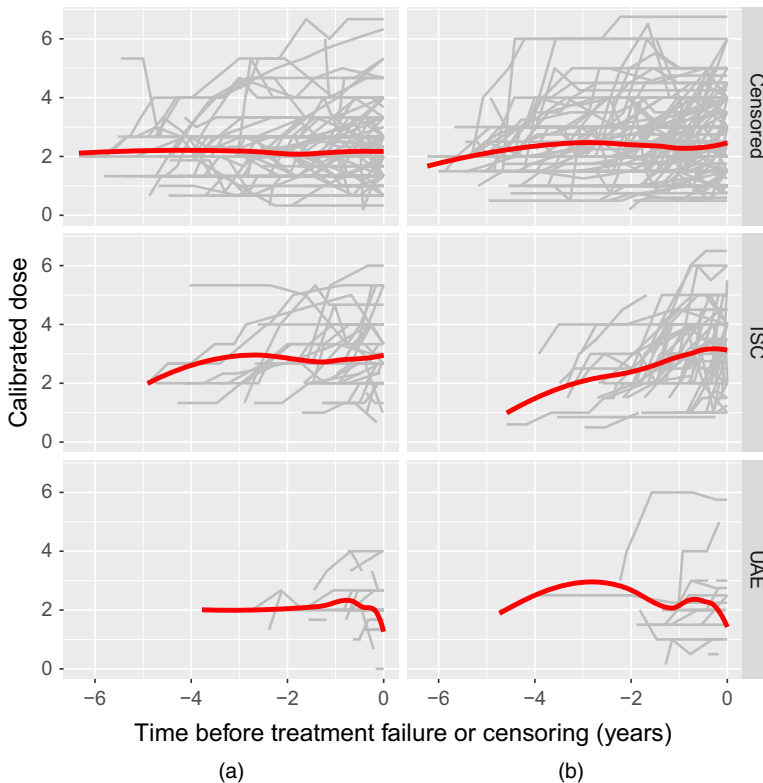 6
4
2
0
Censored
Calibrated dose
6
4
2
0
ISC
6
4
2
0
UAE
−6 −4 −2 0 −6 −4 −2 0
Time before treatment failure or censoring (years)
(a) (b)